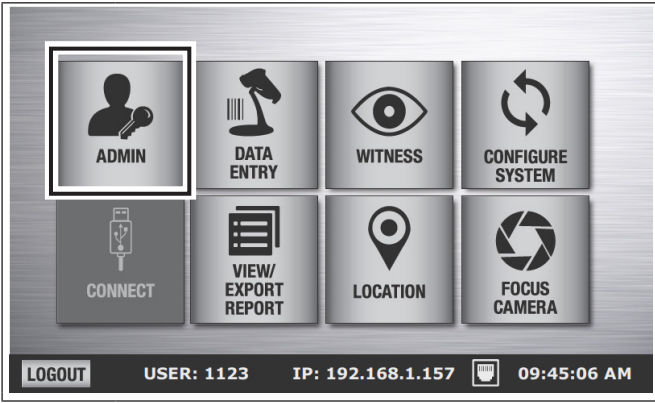 ADMIN
DATA
ENTRY
WITNESS
CONFIGURE
SYSTEM
CONNECT
VIEW/
EXPORT
REPORT
LOCATION
FOCUS
CAMERA
LOGOUT USER: 1123 IP: 192.168.1.157 09:45:06 AM